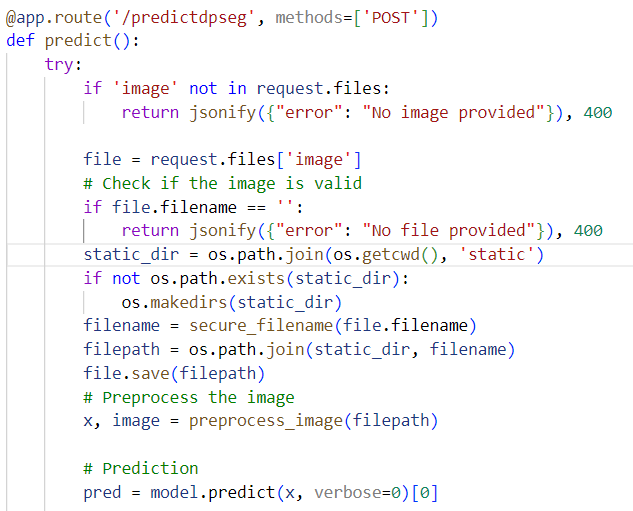 @app.route('/predictdpseg', methods=['POST'])
def predict():
    try:
        if 'image' not in request.files:
            return jsonify({"error": "No image provided"}), 400

        file = request.files['image']
        # Check if the image is valid
        if file.filename == '':
            return jsonify({"error": "No file provided"}), 400
        static_dir = os.path.join(os.getcwd(), 'static')
        if not os.path.exists(static_dir):
            os.makedirs(static_dir)
        filename = secure_filename(file.filename)
        filepath = os.path.join(static_dir, filename)
        file.save(filepath)
        # Preprocess the image
        x, image = preprocess_image(filepath)

        # Prediction
        pred = model.predict(x, verbose=0)[0]